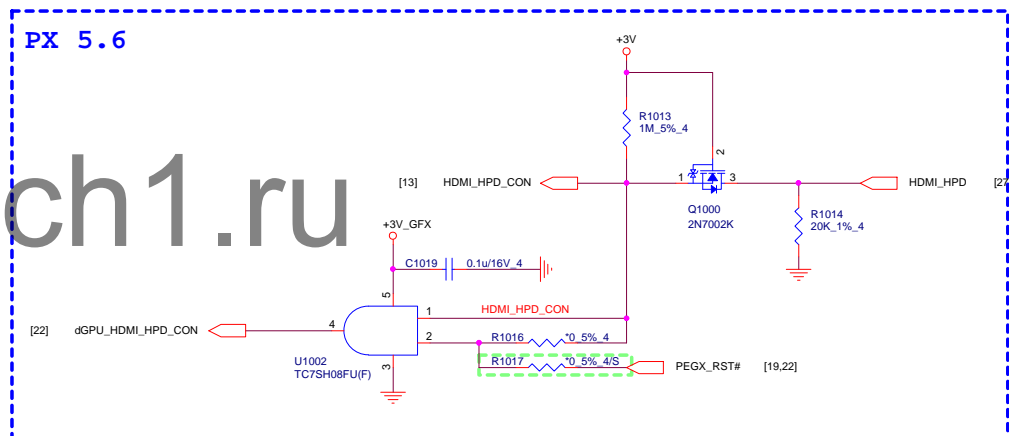 PX 5.6
+3V
R1013
1M_5%_4
2
[13] HDMI_HPD_CON
1
3
HDMI_HPD [27
Q1000
2N7002K
R1014
20K_1%_4
ch1.ru
+3V_GFX
C1019 0.1u/16V_4
5
1 HDMI_HPD_CON
[22] dGPU_HDMI_HPD_CON
4
2 R1016 *0_5%_4
U1002
TC7SH08FU(F)
3
R1017 *0_5%_4/S
PEGX_RST# [19,22]